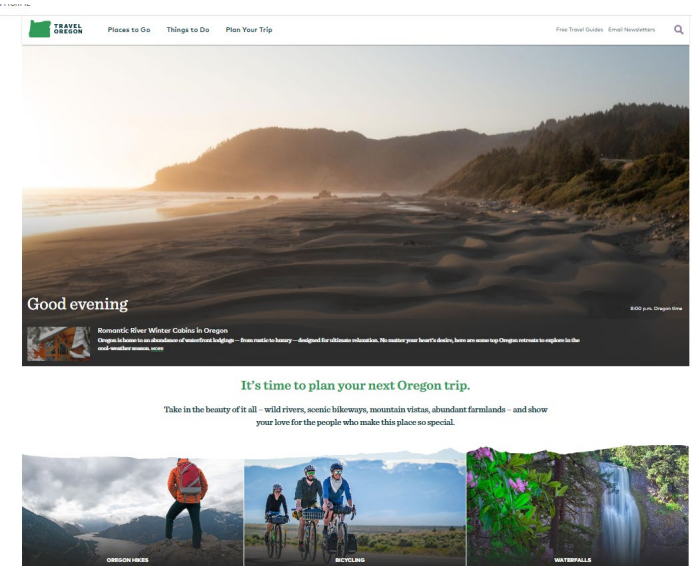 TRAVEL
OREGON
Places to Go Things to Do Plan Your Trip
Free Travel Guides Email Newsletters
Good evening
8:00 p.m. Oregon time
Romantic River Winter Cabins in Oregon
Oregon is home to an abundance of waterfront lodgings – from rustic to luxury – designed for ultimate relaxation. No matter your heart's desire, here are some top Oregon retreats to explore in the
cool-weather season. MORE
It's time to plan your next Oregon trip.
Take in the beauty of it all – wild rivers, scenic bikeways, mountain vistas, abundant farmlands – and show
your love for the people who make this place so special.
OREGON HIKES
BICYCLING
WATERFALLS